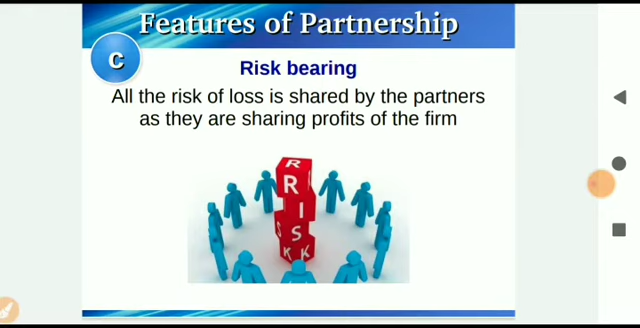 Features of Partnership
C
Risk bearing
All the risk of loss is shared by the partners
as they are sharing profits of the firm
R
R
I
S S
K K